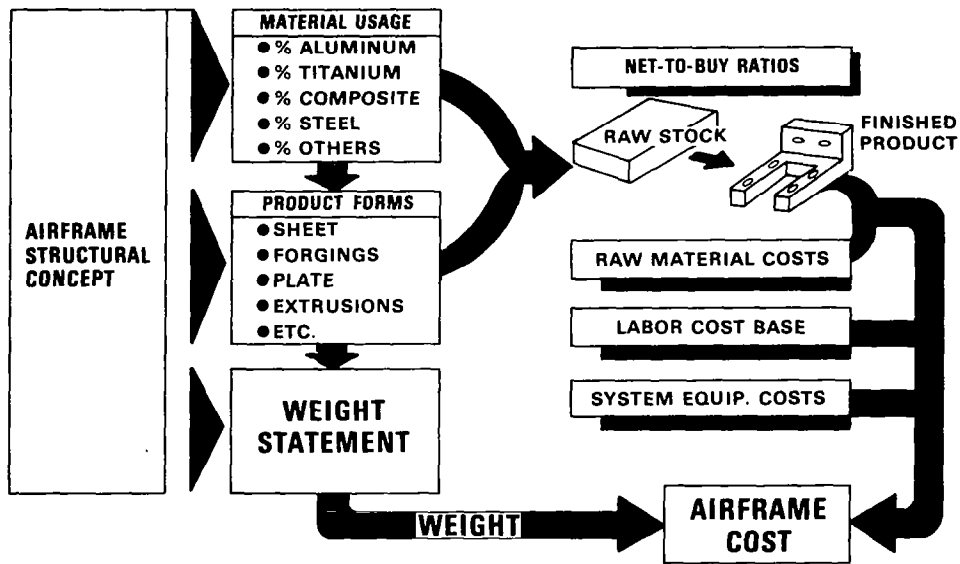 AIRFRAME
STRUCTURAL
CONCEPT
MATERIAL USAGE
● % ALUMINUM
● % TITANIUM
● % COMPOSITE
● % STEEL
● % OTHERS
PRODUCT FORMS
● SHEET
● FORGINGS
● PLATE
● EXTRUSIONS
● ETC.
WEIGHT
STATEMENT
WEIGHT
NET-TO-BUY RATIOS
RAW STOCK
FINISHED
PRODUCT
RAW MATERIAL COSTS
LABOR COST BASE
SYSTEM EQUIP. COSTS
AIRFRAME
COST